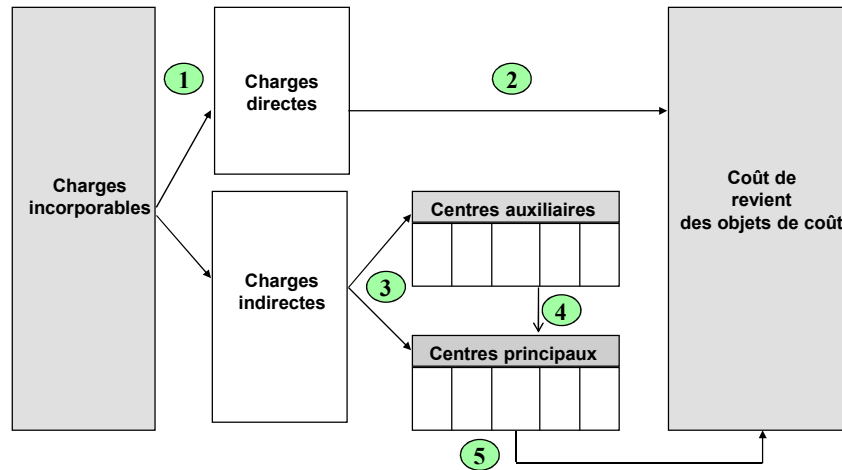 1
Charges
directes
2
Charges
incorporables
Coût de
revient
des objets de coût
Centres auxiliaires
Charges
indirectes
3
4
Centres principaux
5